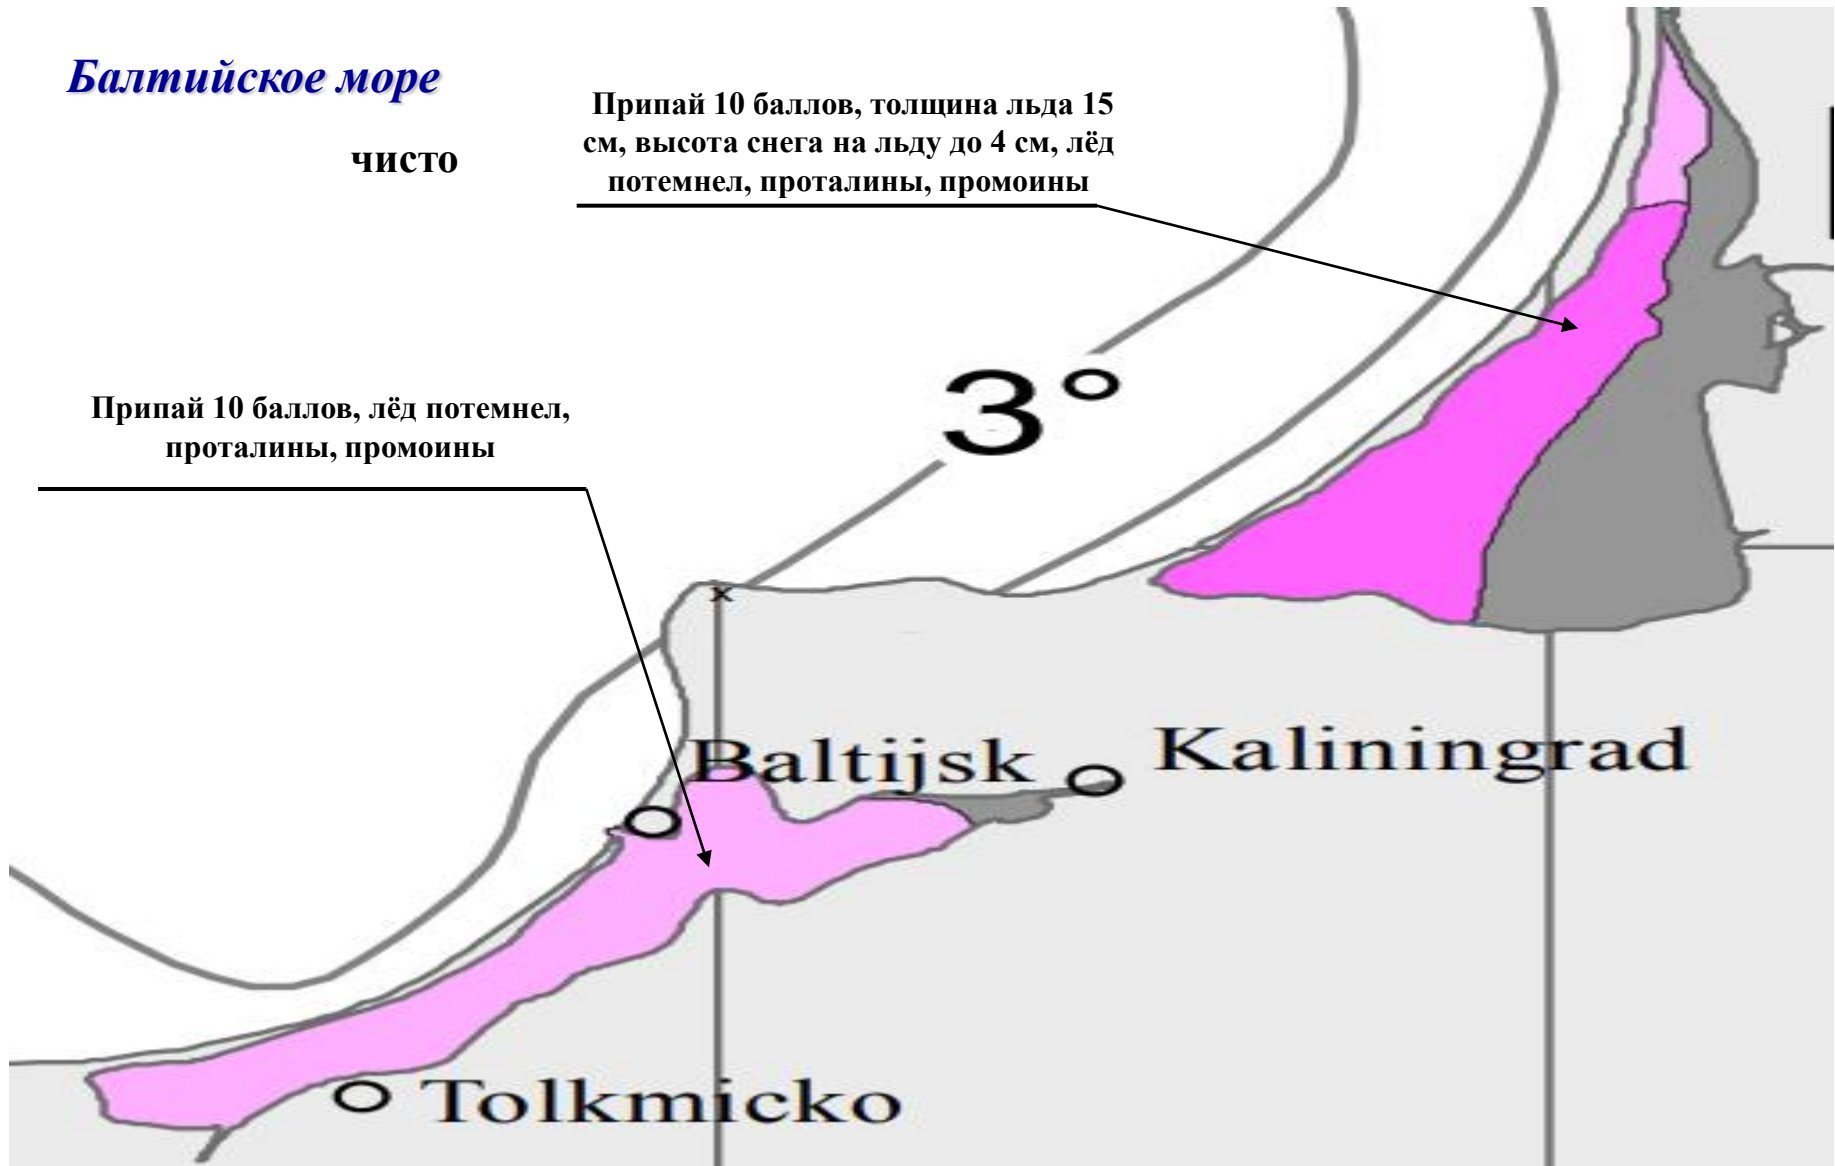 Балтийское море
чисто
Припай 10 баллов, толщина льда 15
см, высота снега на льду до 4 см, лёд
потемнел, проталины, промоины
3°
Припай 10 баллов, лёд потемнел,
проталины, промоины
Baltijsk
Kaliningrad
Tolkmicko